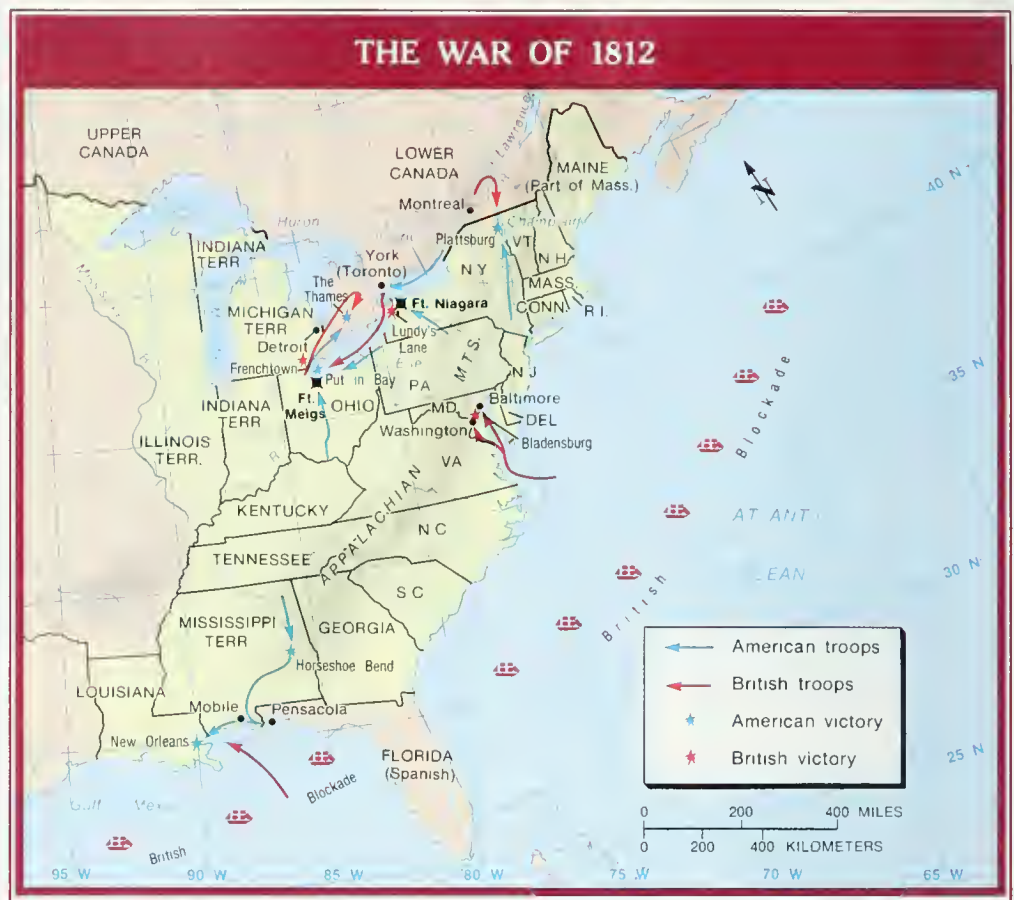 THE WAR OF 1812
UPPER
CANADA
LOWER
CANADA
Lawrence
MAINE
(Part of Mass.)
Montreal
40 N
Huron
Plattsburg
VT
N H
INDIANA
TERR
York
(Toronto)
N Y
The
Thames
MASS.
Ft. Niagara
CONN.
R I.
MICHIGAN
TERR
Lundy's
Lane
Detroit
Frenchtown
Put in Bay
MTS.
N J
35 N
PA
Ft.
Meigs
OHIO
INDIANA
TERR
Baltimore
MD
DEL
Washington
Bladensburg
ILLINOIS
TERR.
VA
British Blockade
KENTUCKY
APPALACHIAN
N C
TENNESSEE
S C
30 N
MISSISSIPPI
TERR
GEORGIA
Horseshoe Bend
LOUISIANA
Mobile
Pensacola
New Orleans
FLORIDA
(Spanish)
British Blockade
25 N
American troops
British troops
American victory
British victory
0 200 400 MILES
0 200 400 KILOMETERS
95 W 90 W 85 W 80 W 75 W 70 W 65 W